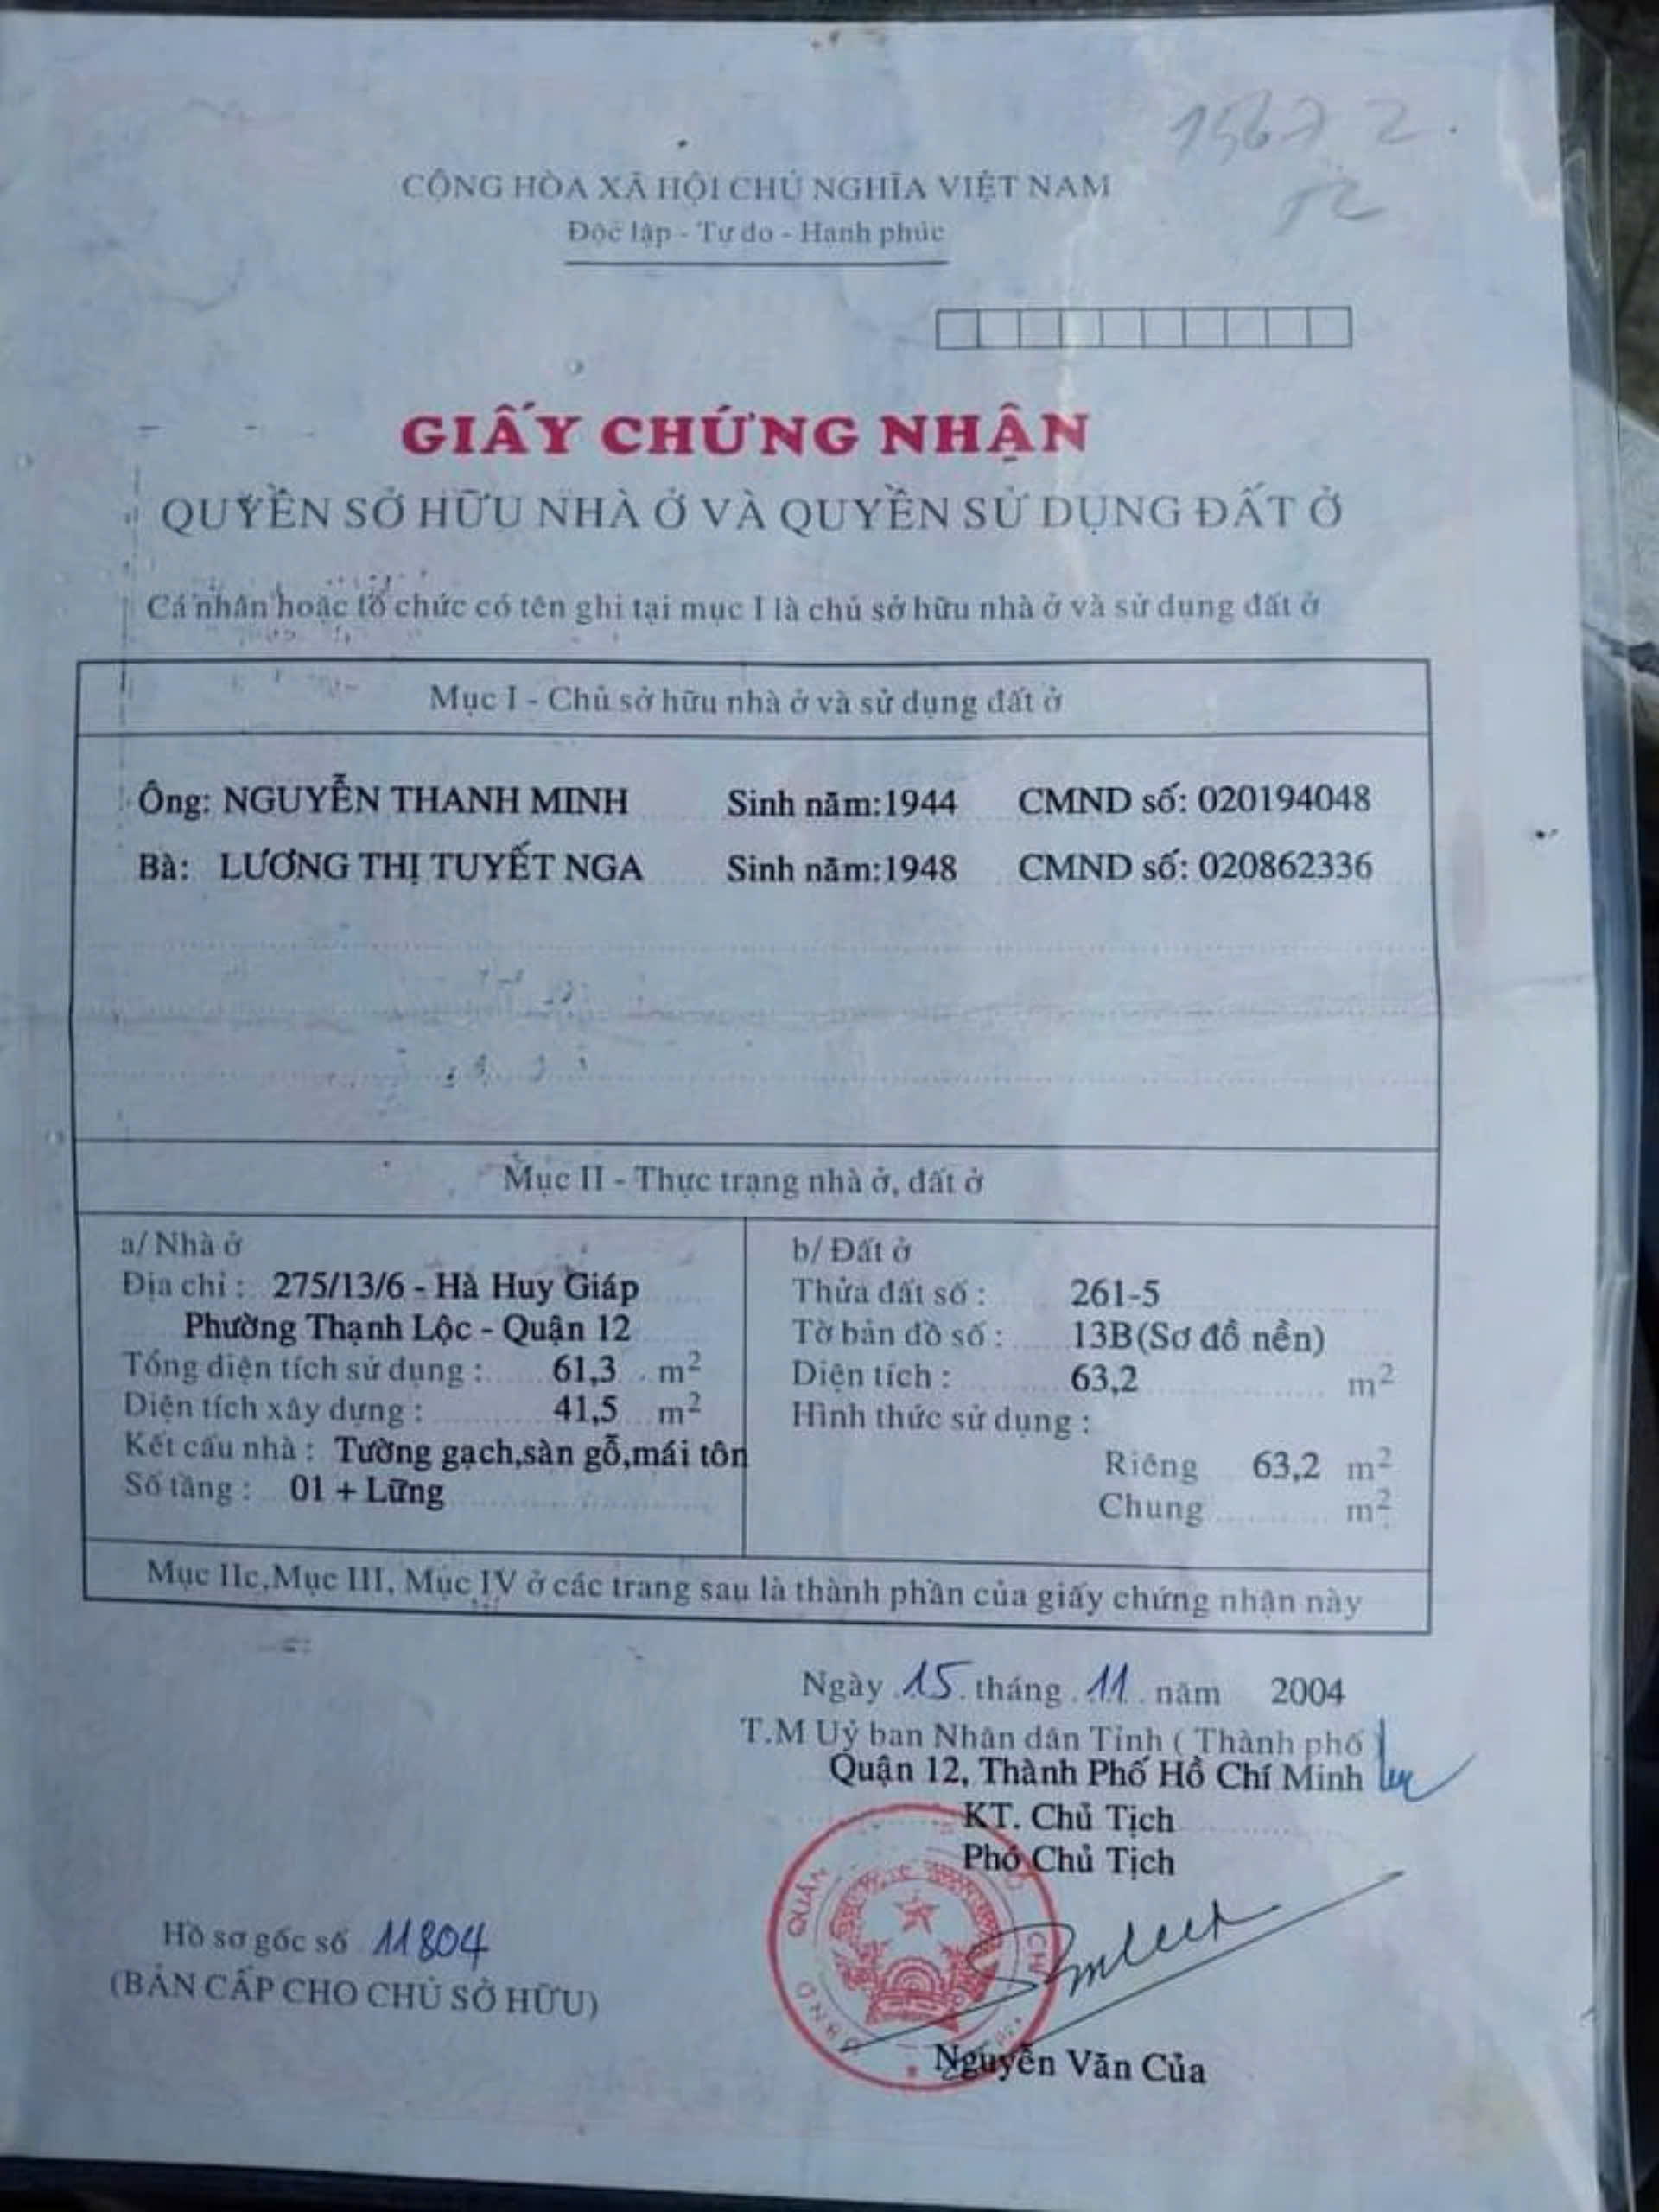 15672
CỘNG HÒA XÃ HỘI CHỦ NGHĨA VIỆT NAM
Độc lập - Tự do - Hạnh phúc
GIẤY CHỨNG NHẬN
QUYỀN SỞ HỮU NHÀ Ở VÀ QUYỀN SỬ DỤNG ĐẤT Ở
Cá nhân hoặc tổ chức có tên ghi tại mục I là chủ sở hữu nhà ở và sử dụng đất ở
Mục I - Chủ sở hữu nhà ở và sử dụng đất ở
Ông: NGUYỄN THANH MINH Sinh năm:1944 CMND số: 020194048
Bà: LƯƠNG THỊ TUYẾT NGA Sinh năm:1948 CMND số: 020862336
Mục II - Thực trạng nhà ở, đất ở
a/ Nhà ở
Địa chỉ : 275/13/6 - Hà Huy Giáp
Phường Thạnh Lộc - Quận 12
Tổng diện tích sử dụng : 61,3 m2
Diện tích xây dựng : 41,5 m2
Kết cấu nhà : Tường gạch,sàn gỗ,mái tôn
Số tầng : 01 + Lững
b/ Đất ở
Thửa đất số : 261-5
Tờ bản đồ số : 13B(Sơ đồ nền)
Diện tích : 63,2 m2
Hình thức sử dụng :
Riêng 63,2 m2
Chung m2
Mục IIc,Mục III, Mục IV ở các trang sau là thành phần của giấy chứng nhận này
Ngày 15 tháng 11 năm 2004
T.M Uỷ ban Nhân dân Tỉnh ( Thành phố
Quận 12, Thành Phố Hồ Chí Minh
KT. Chủ Tịch
Phó Chủ Tịch
Hồ sơ gốc số 11804
(BẢN CẤP CHO CHỦ SỞ HỮU)
Nguyễn Văn Của